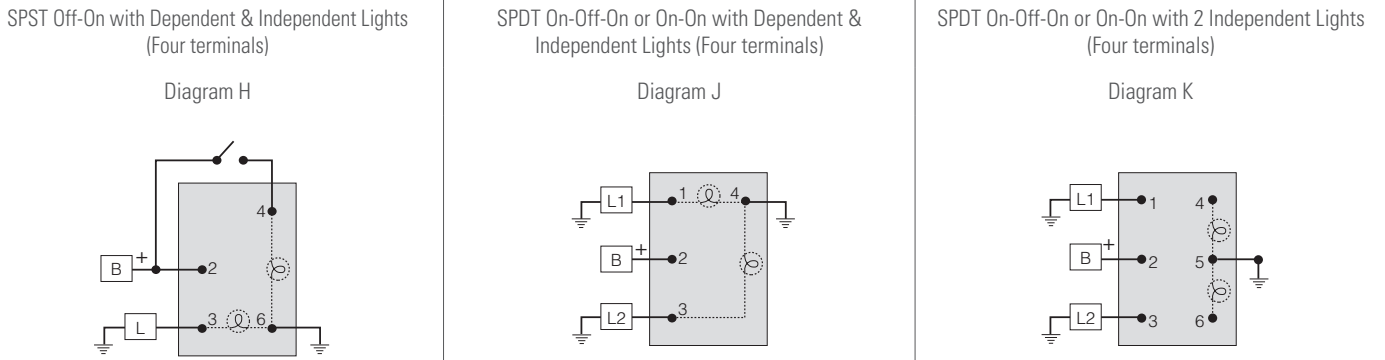 SPST Off-On with Dependent & Independent Lights
(Four terminals)
Diagram H
4
B
+
2
L
3
6
SPDT On-Off-On or On-On with Dependent &
Independent Lights (Four terminals)
Diagram J
L1
1
4
B
+
2
L2
3
SPDT On-Off-On or On-On with 2 Independent Lights
(Four terminals)
Diagram K
L1
1
4
B
+
2
5
L2
3
6